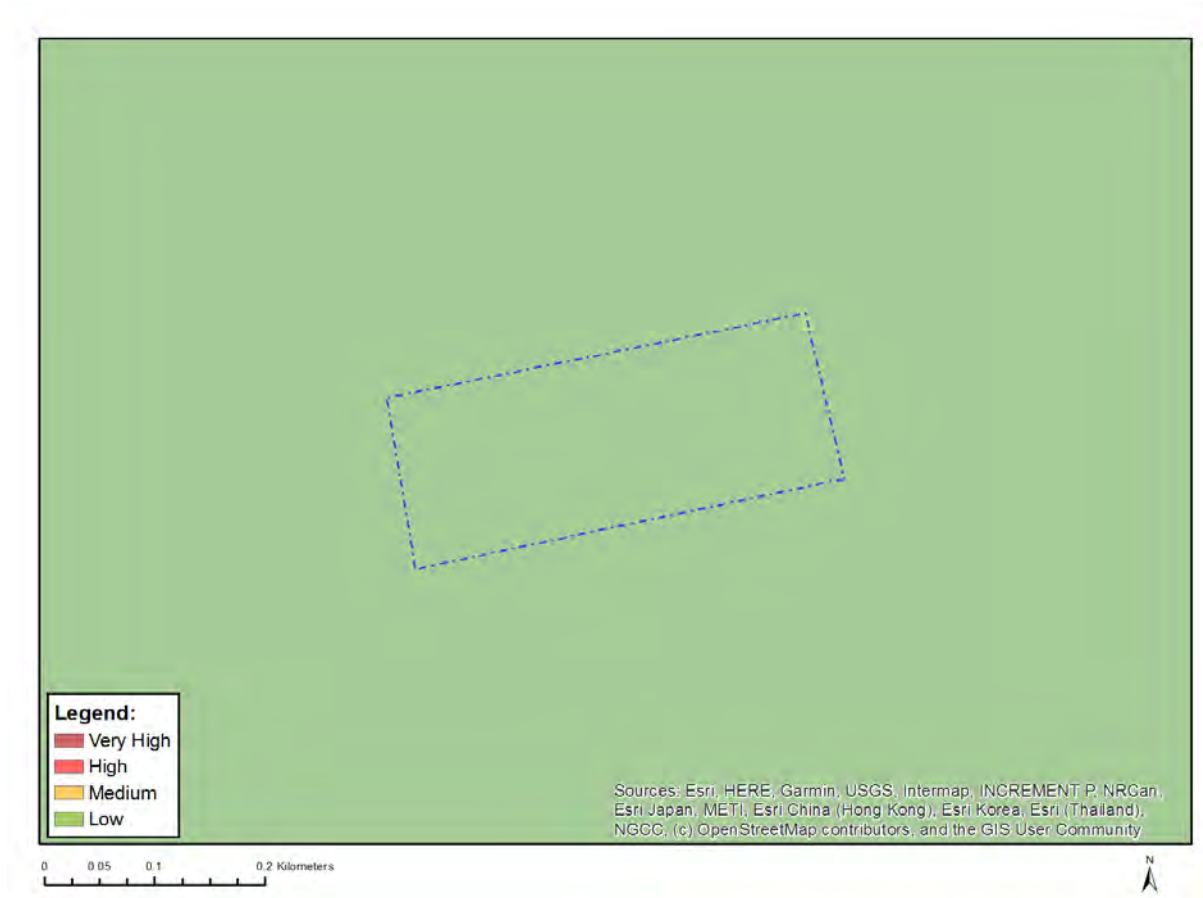 Legend:
Very High
High
Medium
Low
Sources: Esri, HERE, Garmin, USGS, Intermap, INCREMENT P, NRCan,
Esri Japan, METI, Esri China (Hong Kong), Esri Korea, Esri (Thailand),
NGCC, (c) OpenStreetMap contributors, and the GIS User Community
0 0.05 0.1 0.2 Kilometers
N